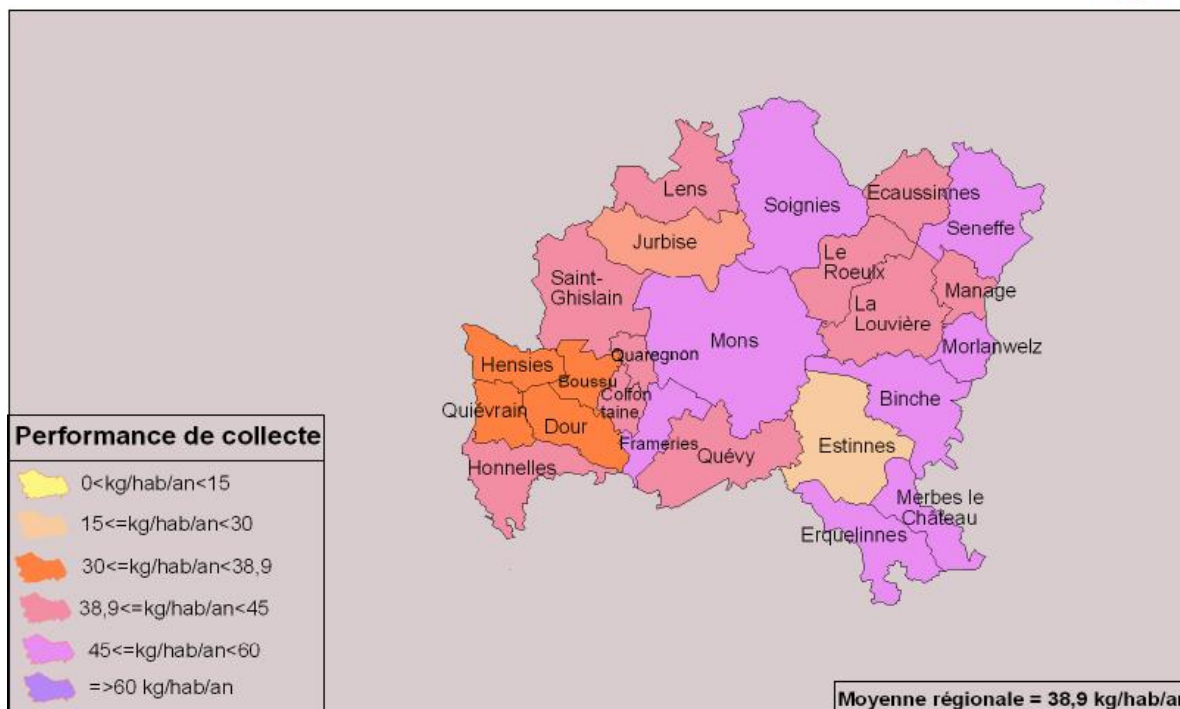 Lens
Soignies
Ecaussinnes
Seneffe
Jurbise
Le
Roeulx
Saint-
Ghislain
Manage
La
Louvière
Mons
Morlanwelz
Quaregnon
Hensies
Boussu
Colfon
taine
Binche
Quiévrain
Dour
Frameries
Estinnes
Quévy
Honnelles
Merbes le
Château
Erquelinnes
Performance de collecte
0<kg/hab/an<15
15<=kg/hab/an<30
30<=kg/hab/an<38,9
38,9<=kg/hab/an<45
45<=kg/hab/an<60
=>60 kg/hab/an
Moyenne régionale = 38,9 kg/hab/an